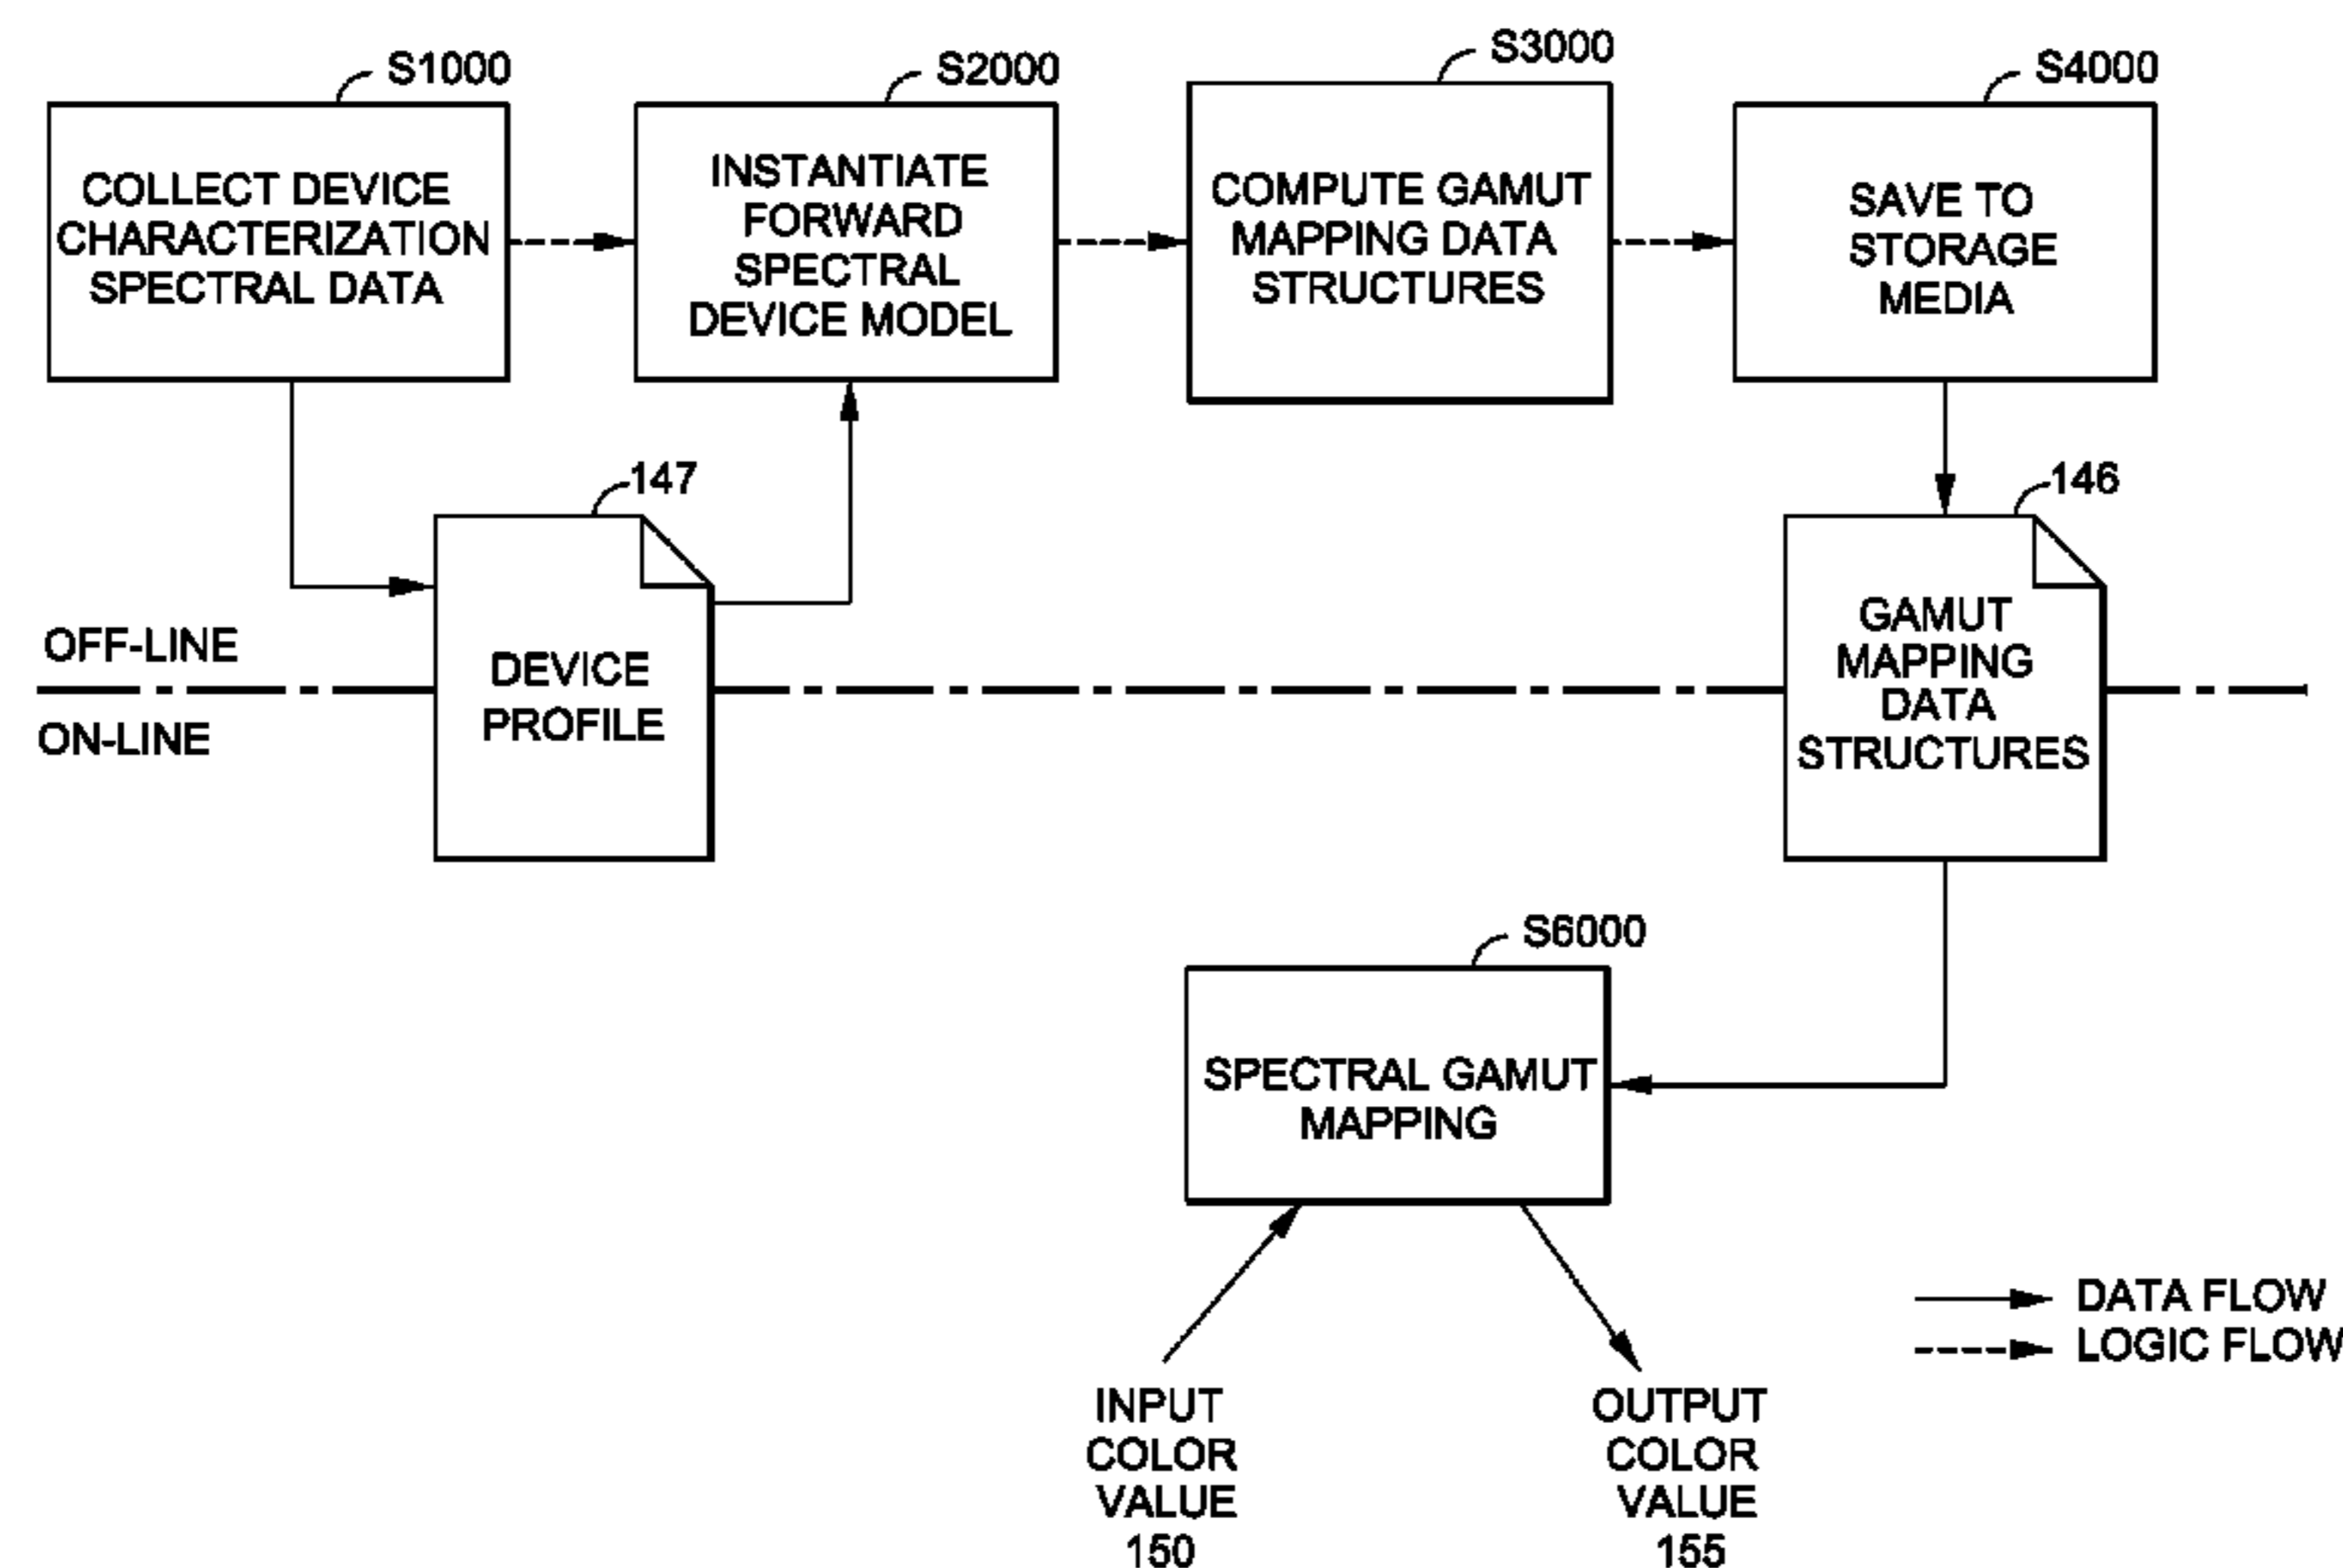 S1000
COLLECT DEVICE
CHARACTERIZATION
SPECTRAL DATA
S2000
INSTANTIATE
FORWARD
SPECTRAL
DEVICE MODEL
S3000
COMPUTE GAMUT
MAPPING DATA
STRUCTURES
S4000
SAVE TO
STORAGE
MEDIA
147
DEVICE
PROFILE
146
GAMUT
MAPPING
DATA
STRUCTURES
OFF-LINE
ON-LINE
S6000
SPECTRAL GAMUT
MAPPING
INPUT
COLOR
VALUE
150
OUTPUT
COLOR
VALUE
155
DATA FLOW
LOGIC FLOW